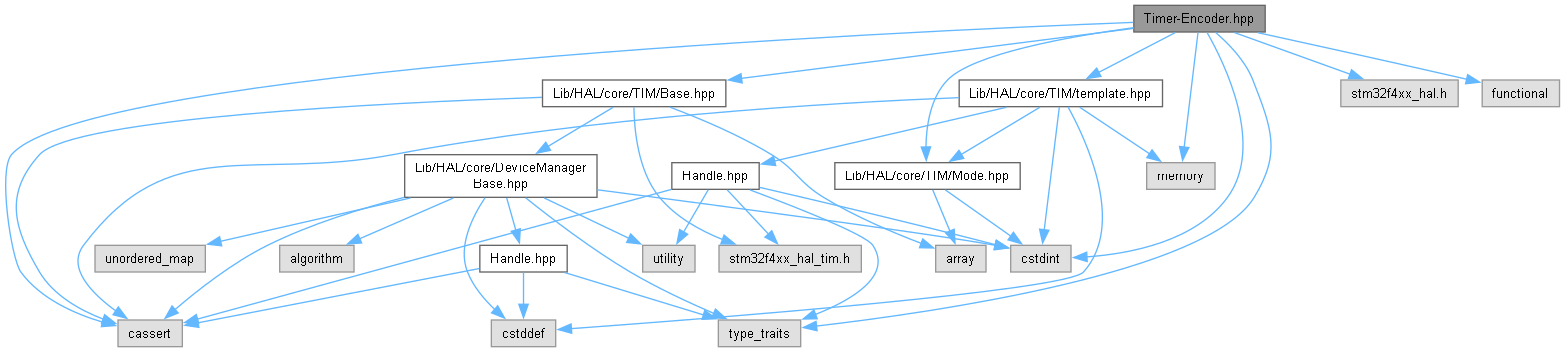 Timer-Encoder.hpp
Lib/HAL/core/TIM/Base.hpp
Lib/HAL/core/TIM/template.hpp
stm32f4xx_hal.h
functional
Lib/HAL/core/DeviceManager
Base.hpp
Handle.hpp
Lib/HAL/core/TIM/Mode.hpp
memory
unordered_map
algorithm
Handle.hpp
utility
stm32f4xx_hal_tim.h
array
cstdint
cassert
cstddef
type_traits